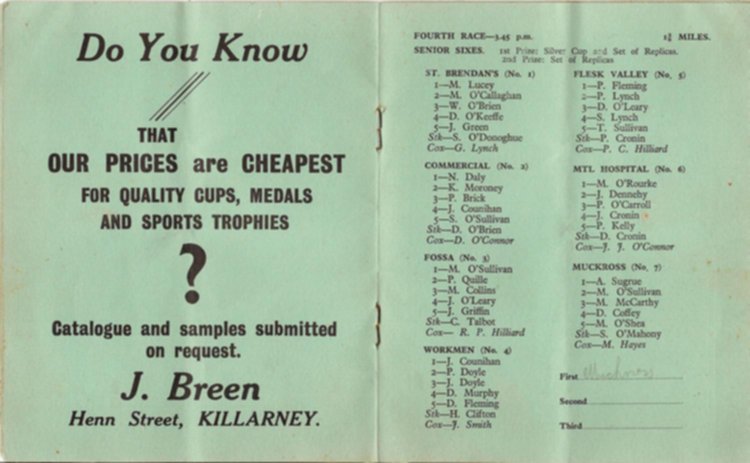 Do You Know
THAT
OUR PRICES are CHEAPEST
FOR QUALITY CUPS, MEDALS
AND SPORTS TROPHIES
?
Catalogue and samples submitted
on request.
J. Breen
Henn Street, KILLARNEY.
FOURTH RACE—3.45 p.m. 1¾ MILES.
SENIOR SIXES. 1st Prize: Silver Cup and Set of Replicas.
2nd Prize: Set of Replicas
ST. BRENDAN'S (No. 1)
1—M. Lucey
2—M. O'Callaghan
3—W. O'Brien
4—D. O'Keeffe
5—J. Green
Stk—S. O'Donoghue
Cox—G. Lynch
COMMERCIAL (No. 2)
1—N. Daly
2—K. Moroney
3—P. Brick
4—J. Counihan
5—S. O'Sullivan
Stk—D. O'Brien
Cox—D. O'Connor
FOSSA (No. 3)
1—M. O'Sullivan
2—P. Quille
3—M. Collins
4—J. O'Leary
5—J. Griffin
Stk—C. Talbot
Cox— R. P. Hilliard
WORKMEN (No. 4)
1—J. Counihan
2—P. Doyle
3—J. Doyle
4—D. Murphy
5—D. Fleming
Stk—H. Clifton
Cox—J. Smith
FLESK VALLEY (No. 5)
1—P. Fleming
2—P. Lynch
3—D. O'Leary
4—S. Lynch
5—T. Sullivan
Stk—P. Cronin
Cox—P. C. Hilliard
MTL HOSPITAL (No. 6)
1—M. O'Rourke
2—J. Dennehy
3—P. O'Carroll
4—J. Cronin
5—P. Kelly
Stk—D. Cronin
Cox—J. J. O'Connor
MUCKROSS (No. 7)
1—A. Sugrue
2—M. O'Sullivan
3—M. McCarthy
4—D. Coffey
5—M. O'Shea
Stk—S. O'Mahony
Cox—M. Hayes
First Muckross
Second
Third